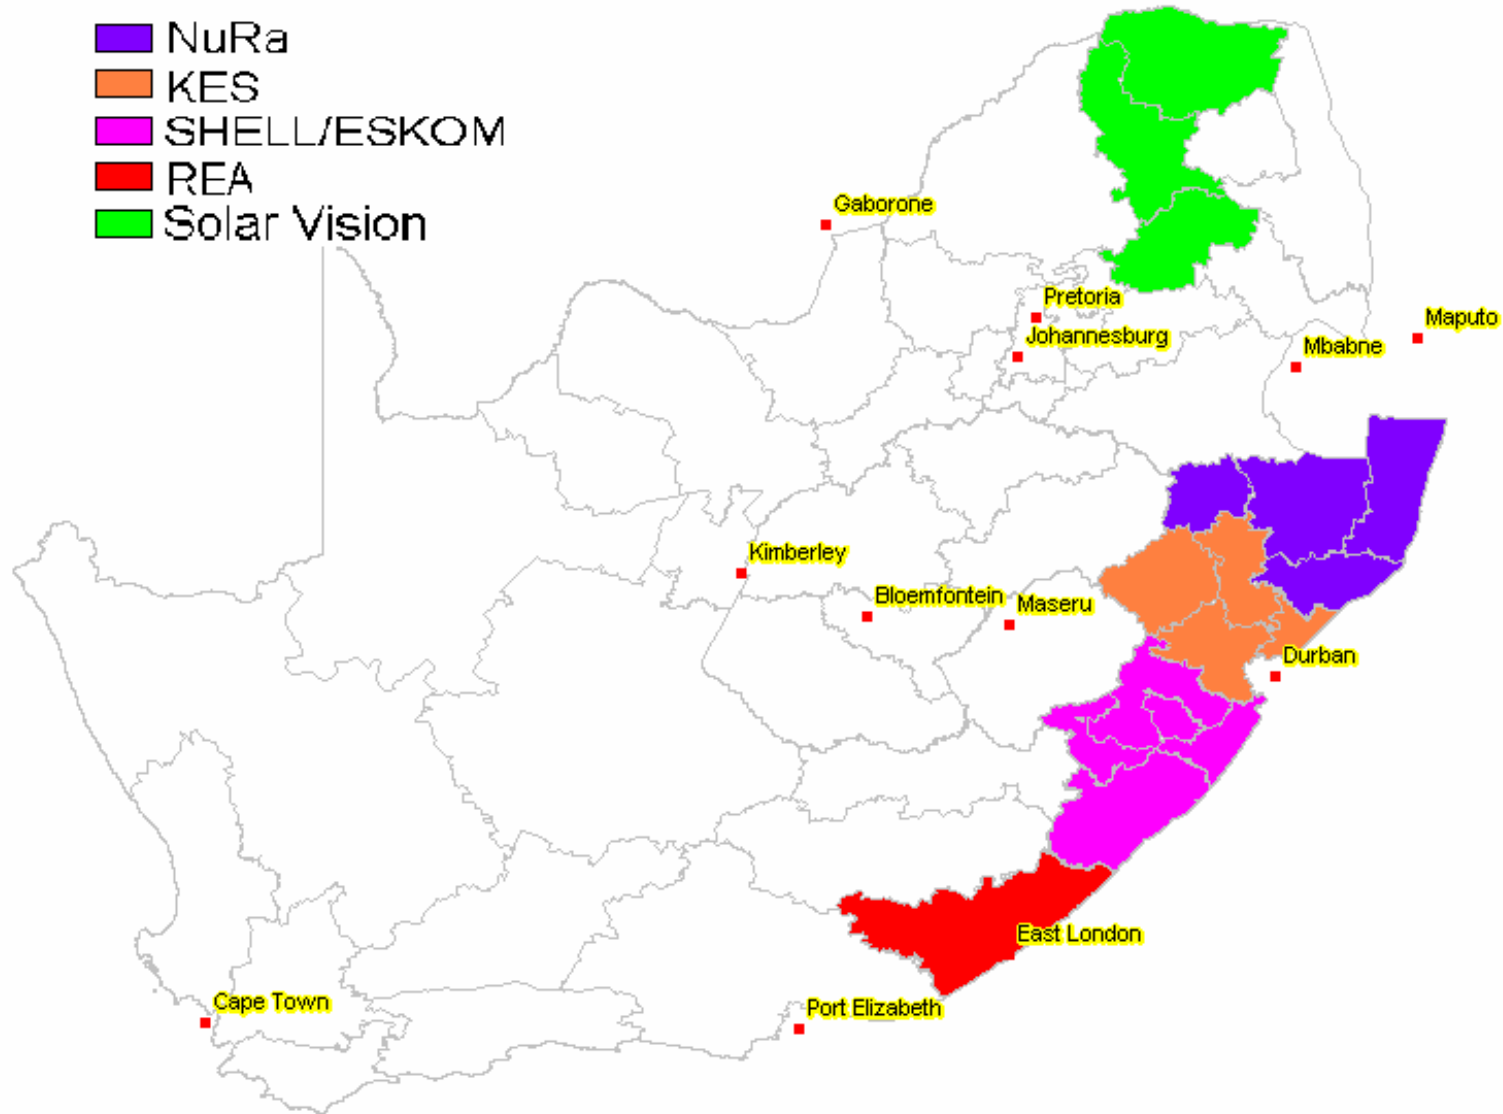 NuRa
KES
SHELL/ESKOM
REA
Solar Vision
Gaborone
Pretoria
Johannesburg
Maputo
Mbabne
Kimberley
Bloemfontein
Maseru
Durban
East London
Cape Town
Port Elizabeth